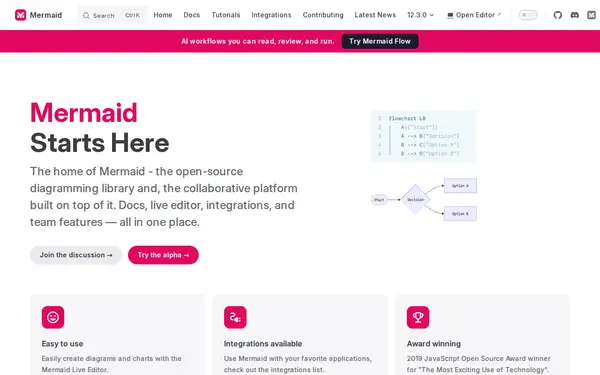 Mermaid
Search Ctrl K
Home Docs Tutorials Integrations Contributing Latest News 12.3.0 Open Editor
AI workflows you can read, review, and run. Try Mermaid Flow
Mermaid
Starts Here
The home of Mermaid - the open-source
diagramming library and, the collaborative platform
built on top of it. Docs, live editor, integrations, and
team features — all in one place.
Join the discussion →
Try the alpha →
1 flowchart LR
2 A(["Start"])
3 A --> B{"Decision"}
4 B --> C["Option A"]
5 B --> D["Option B"]
Start
Decision
Option A
Option B
Easy to use
Easily create diagrams and charts with the
Mermaid Live Editor.
Integrations available
Use Mermaid with your favorite applications,
check out the integrations list.
Award winning
2019 JavaScript Open Source Award winner
for "The Most Exciting Use of Technology".